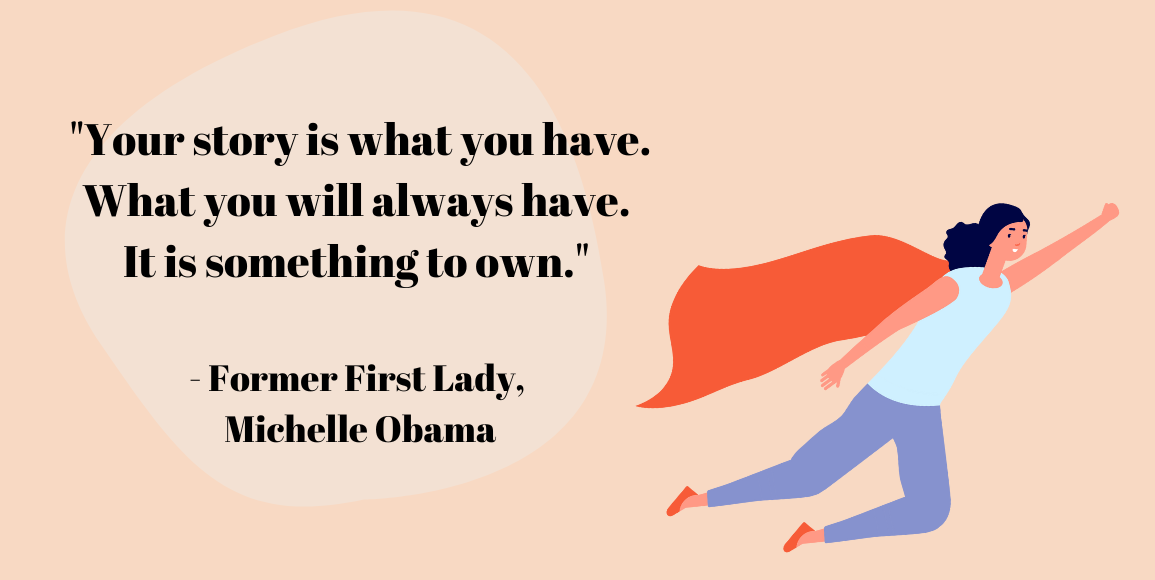 "Your story is what you have.
What you will always have.
It is something to own."
- Former First Lady,
Michelle Obama